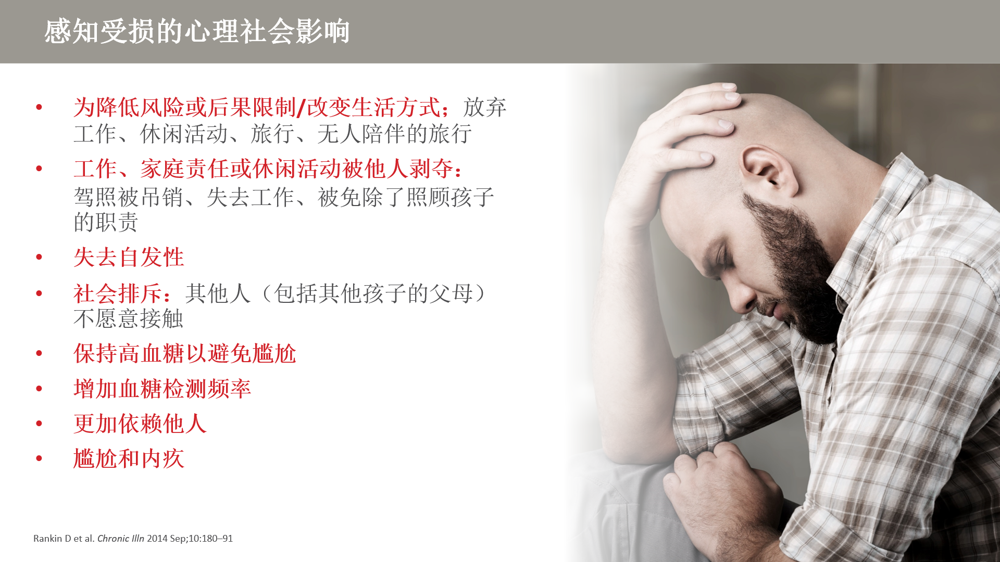 感知受损的心理社会影响
• 为降低风险或后果限制/改变生活方式；放弃
工作、休闲活动、旅行、无人陪伴的旅行
• 工作、家庭责任或休闲活动被他人剥夺：
驾照被吊销、失去工作、被免除了照顾孩子
的职责
• 失去自发性
• 社会排斥：其他人（包括其他孩子的父母）
不愿意接触
• 保持高血糖以避免尴尬
• 增加血糖检测频率
• 更加依赖他人
• 尴尬和内疚
Rankin D et al. Chronic Illn 2014 Sep;10:180–91